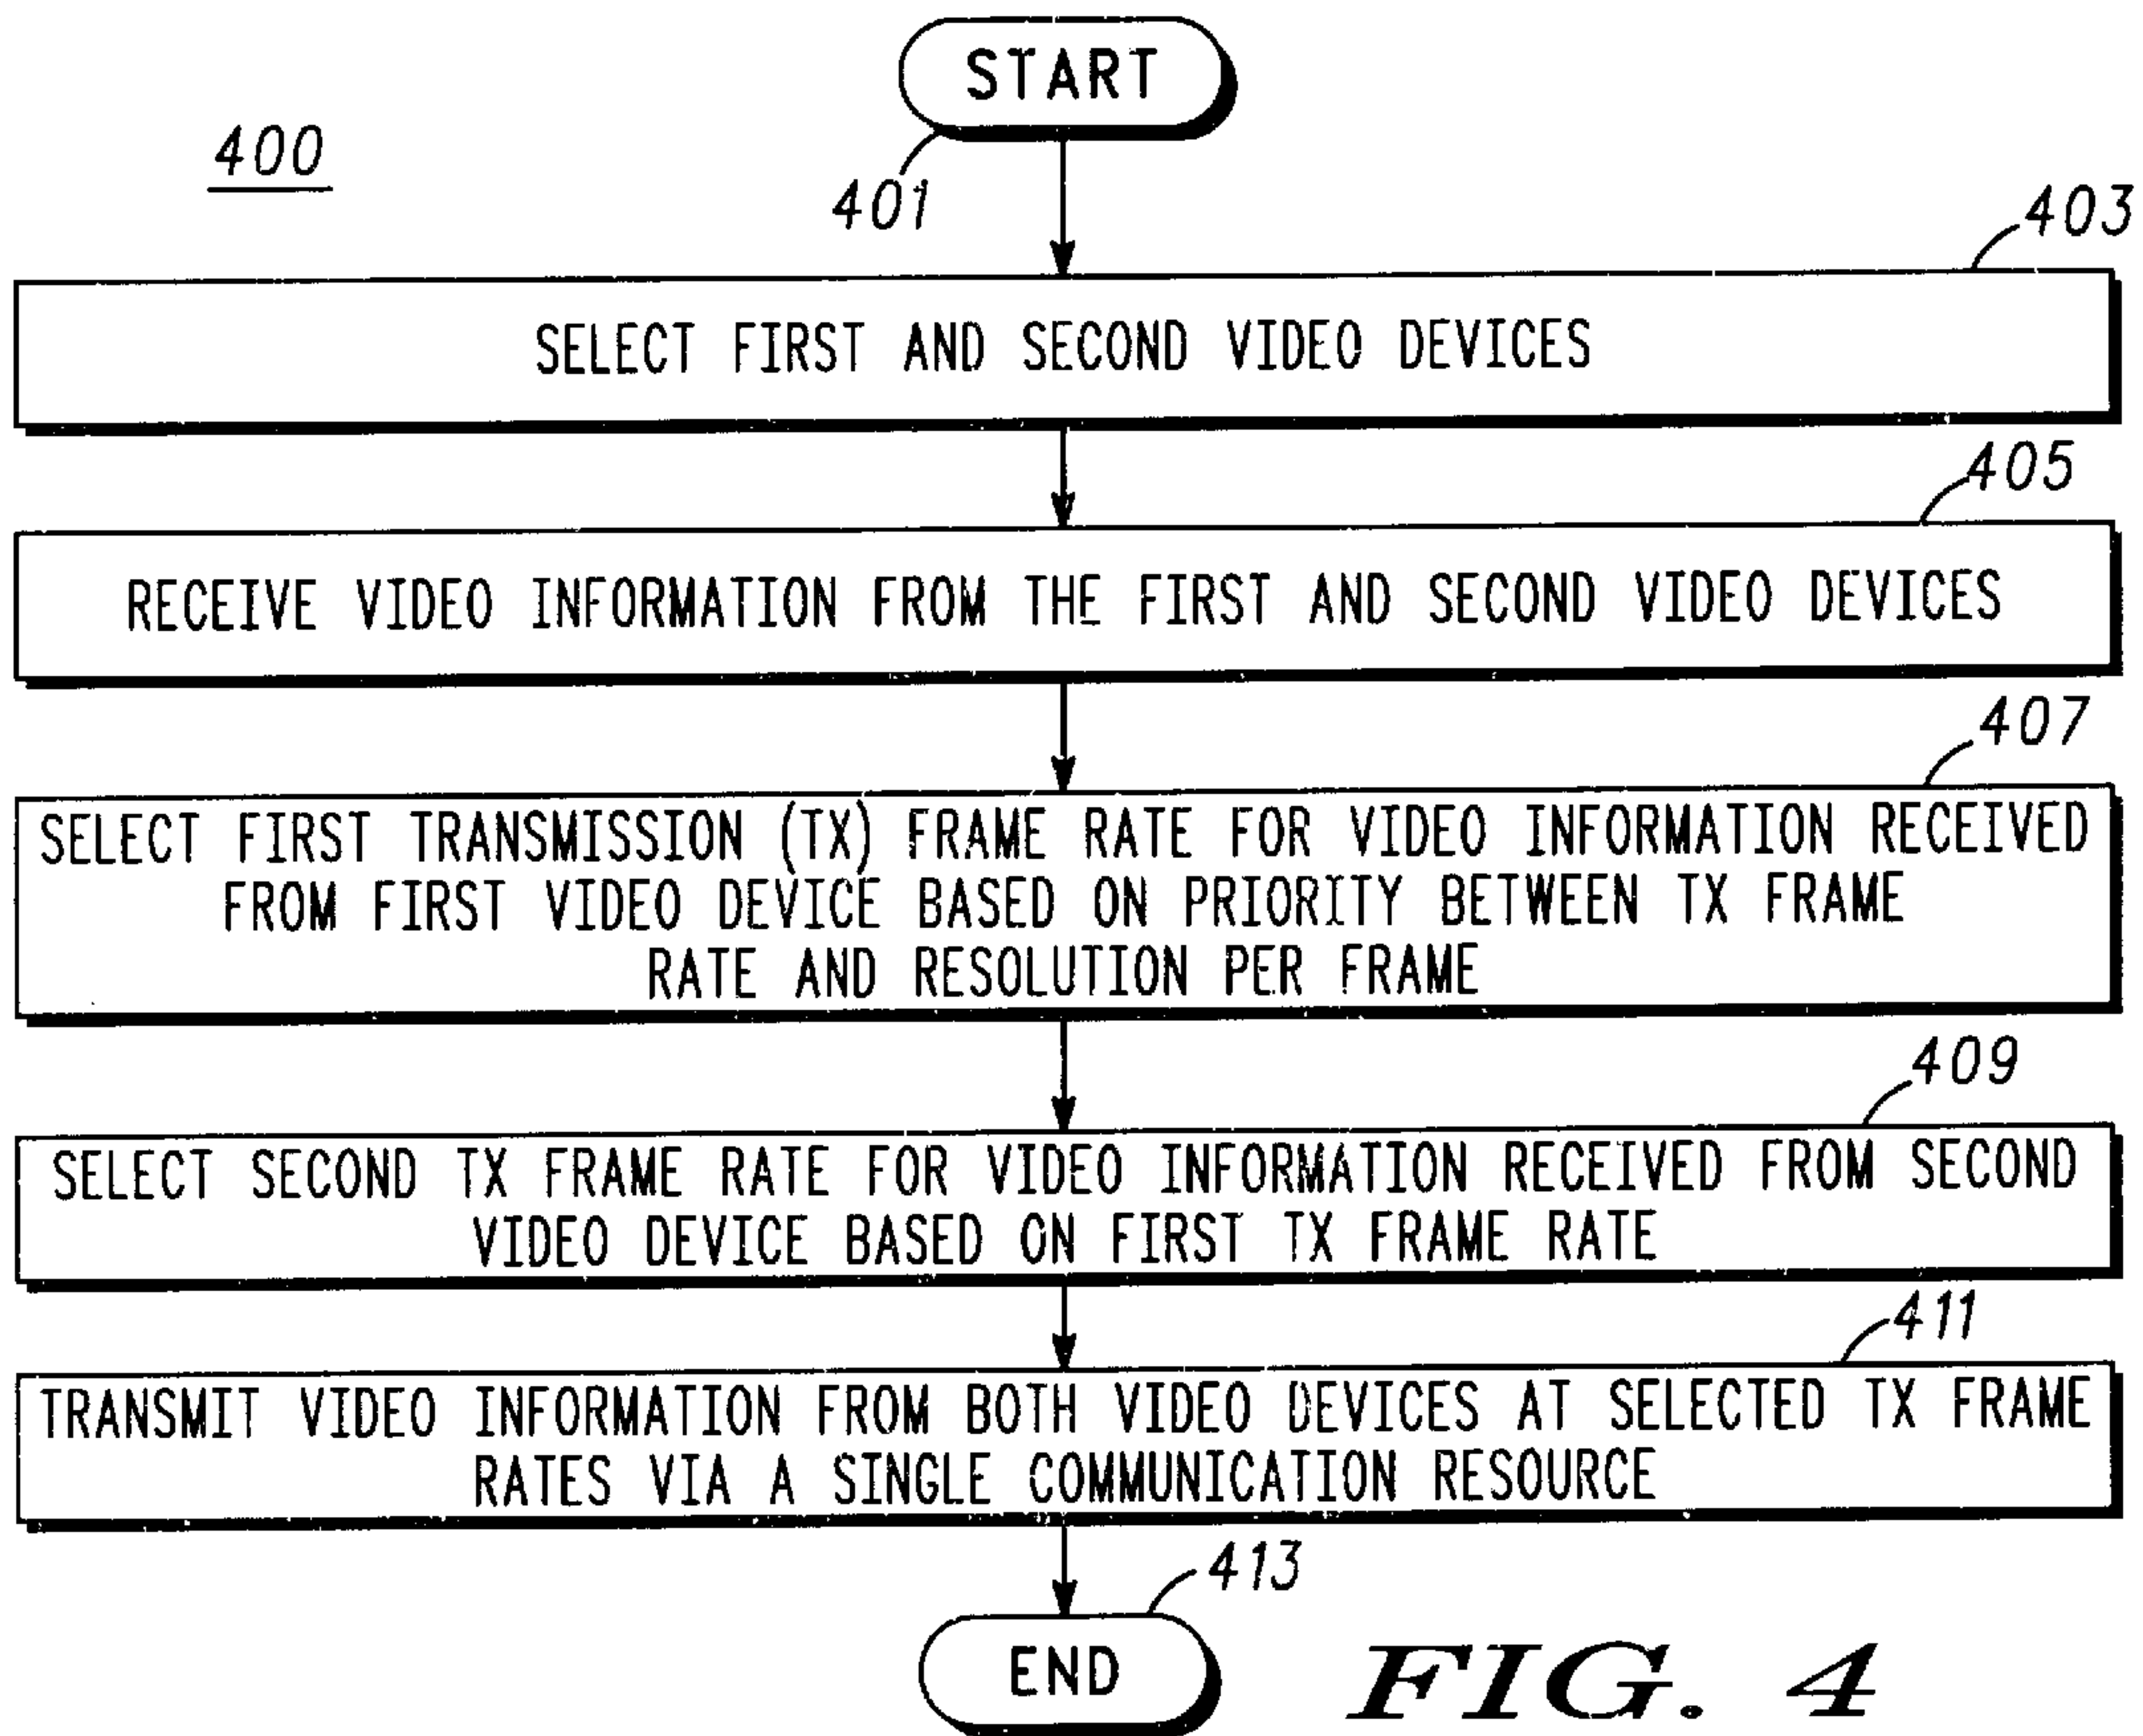 START
400
401
403
SELECT FIRST AND SECOND VIDEO DEVICES
405
RECEIVE VIDEO INFORMATION FROM THE FIRST AND SECOND VIDEO DEVICES
407
SELECT FIRST TRANSMISSION (TX) FRAME RATE FOR VIDEO INFORMATION RECEIVED
FROM FIRST VIDEO DEVICE BASED ON PRIORITY BETWEEN TX FRAME
RATE AND RESOLUTION PER FRAME
409
SELECT SECOND TX FRAME RATE FOR VIDEO INFORMATION RECEIVED FROM SECOND
VIDEO DEVICE BASED ON FIRST TX FRAME RATE
411
TRANSMIT VIDEO INFORMATION FROM BOTH VIDEO DEVICES AT SELECTED TX FRAME
RATES VIA A SINGLE COMMUNICATION RESOURCE
413
END
FIG. 4